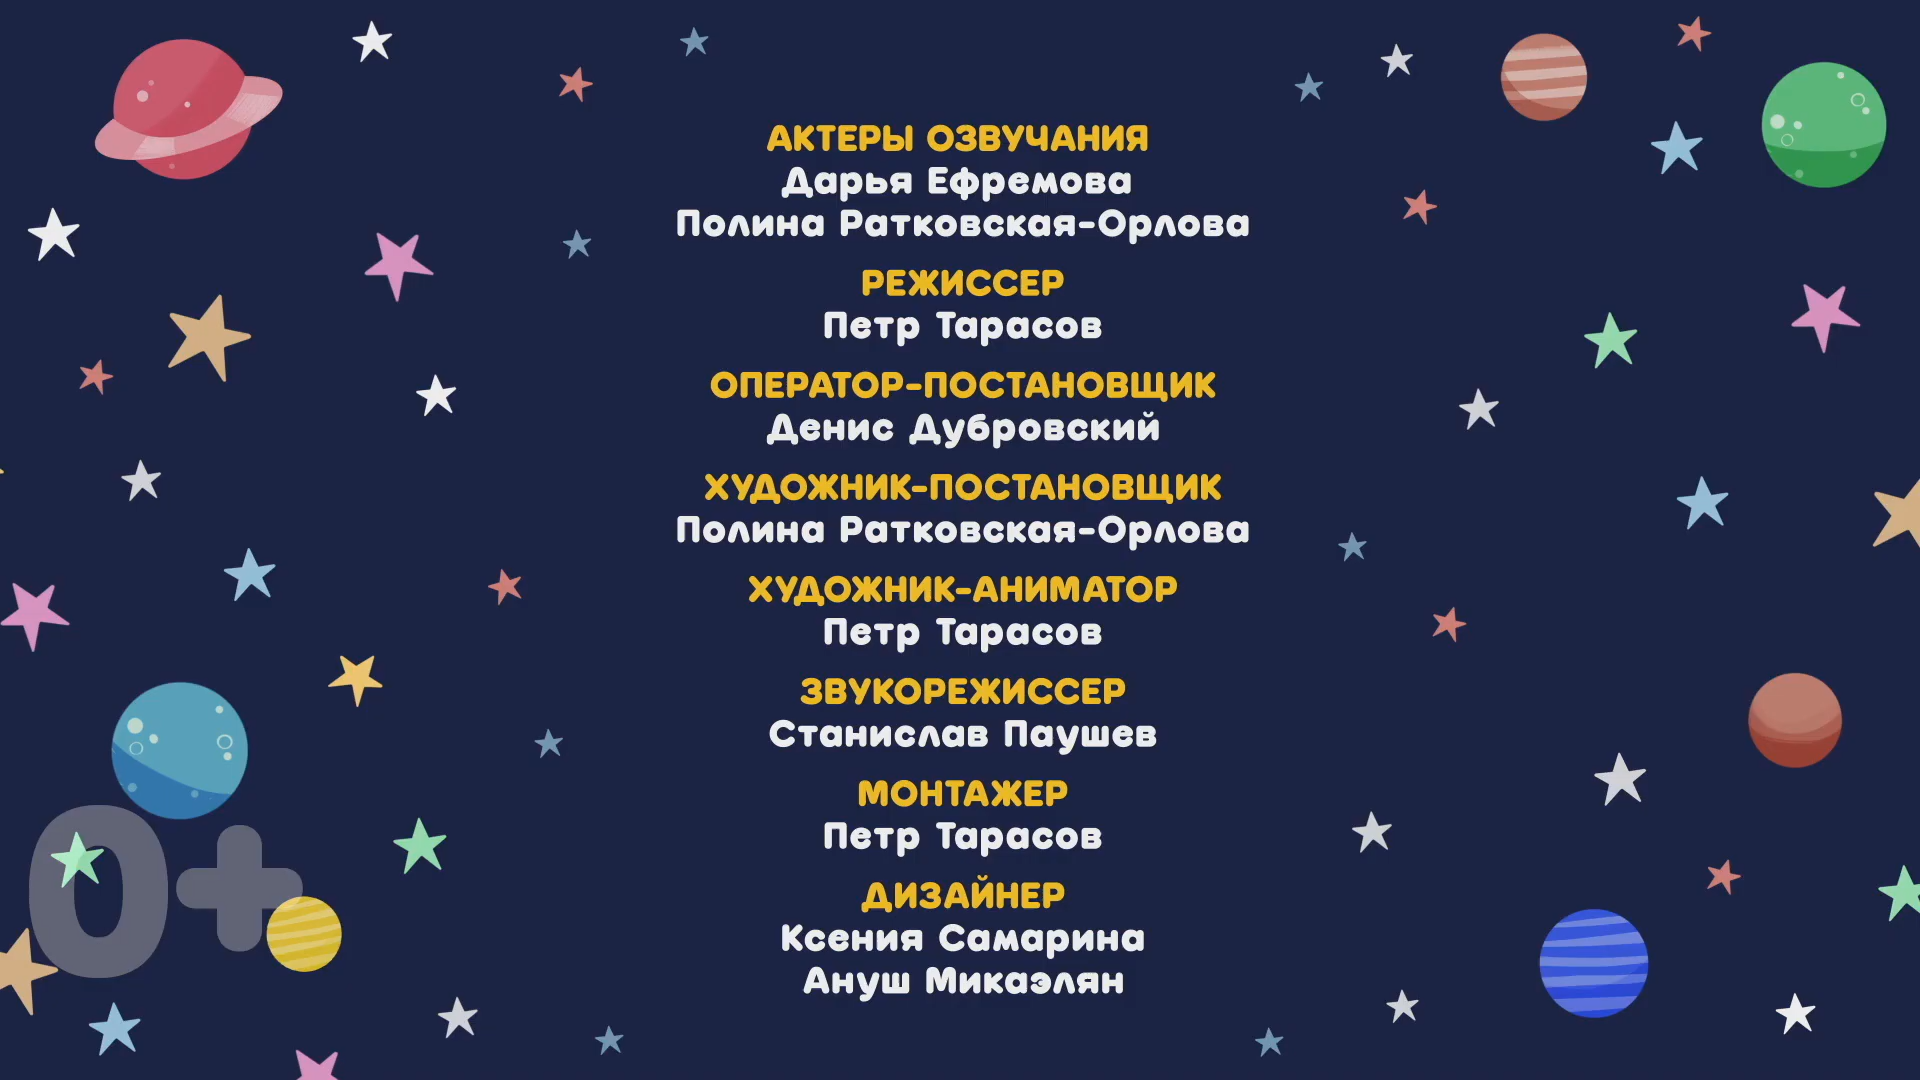 АКТЕРЫ ОЗВУЧАНИЯ
Дарья Ефремова
Полина Ратковская-Орлова
РЕЖИССЕР
Петр Тарасов
ОПЕРАТОР-ПОСТАНОВЩИК
Денис Дубровский
ХУДОЖНИК-ПОСТАНОВЩИК
Полина Ратковская-Орлова
ХУДОЖНИК-АНИМАТОР
Петр Тарасов
ЗВУКОРЕЖИССЕР
Станислав Паушев
МОНТАЖЕР
Петр Тарасов
ДИЗАЙНЕР
Ксения Самарина
Ануш Микаэлян
0+